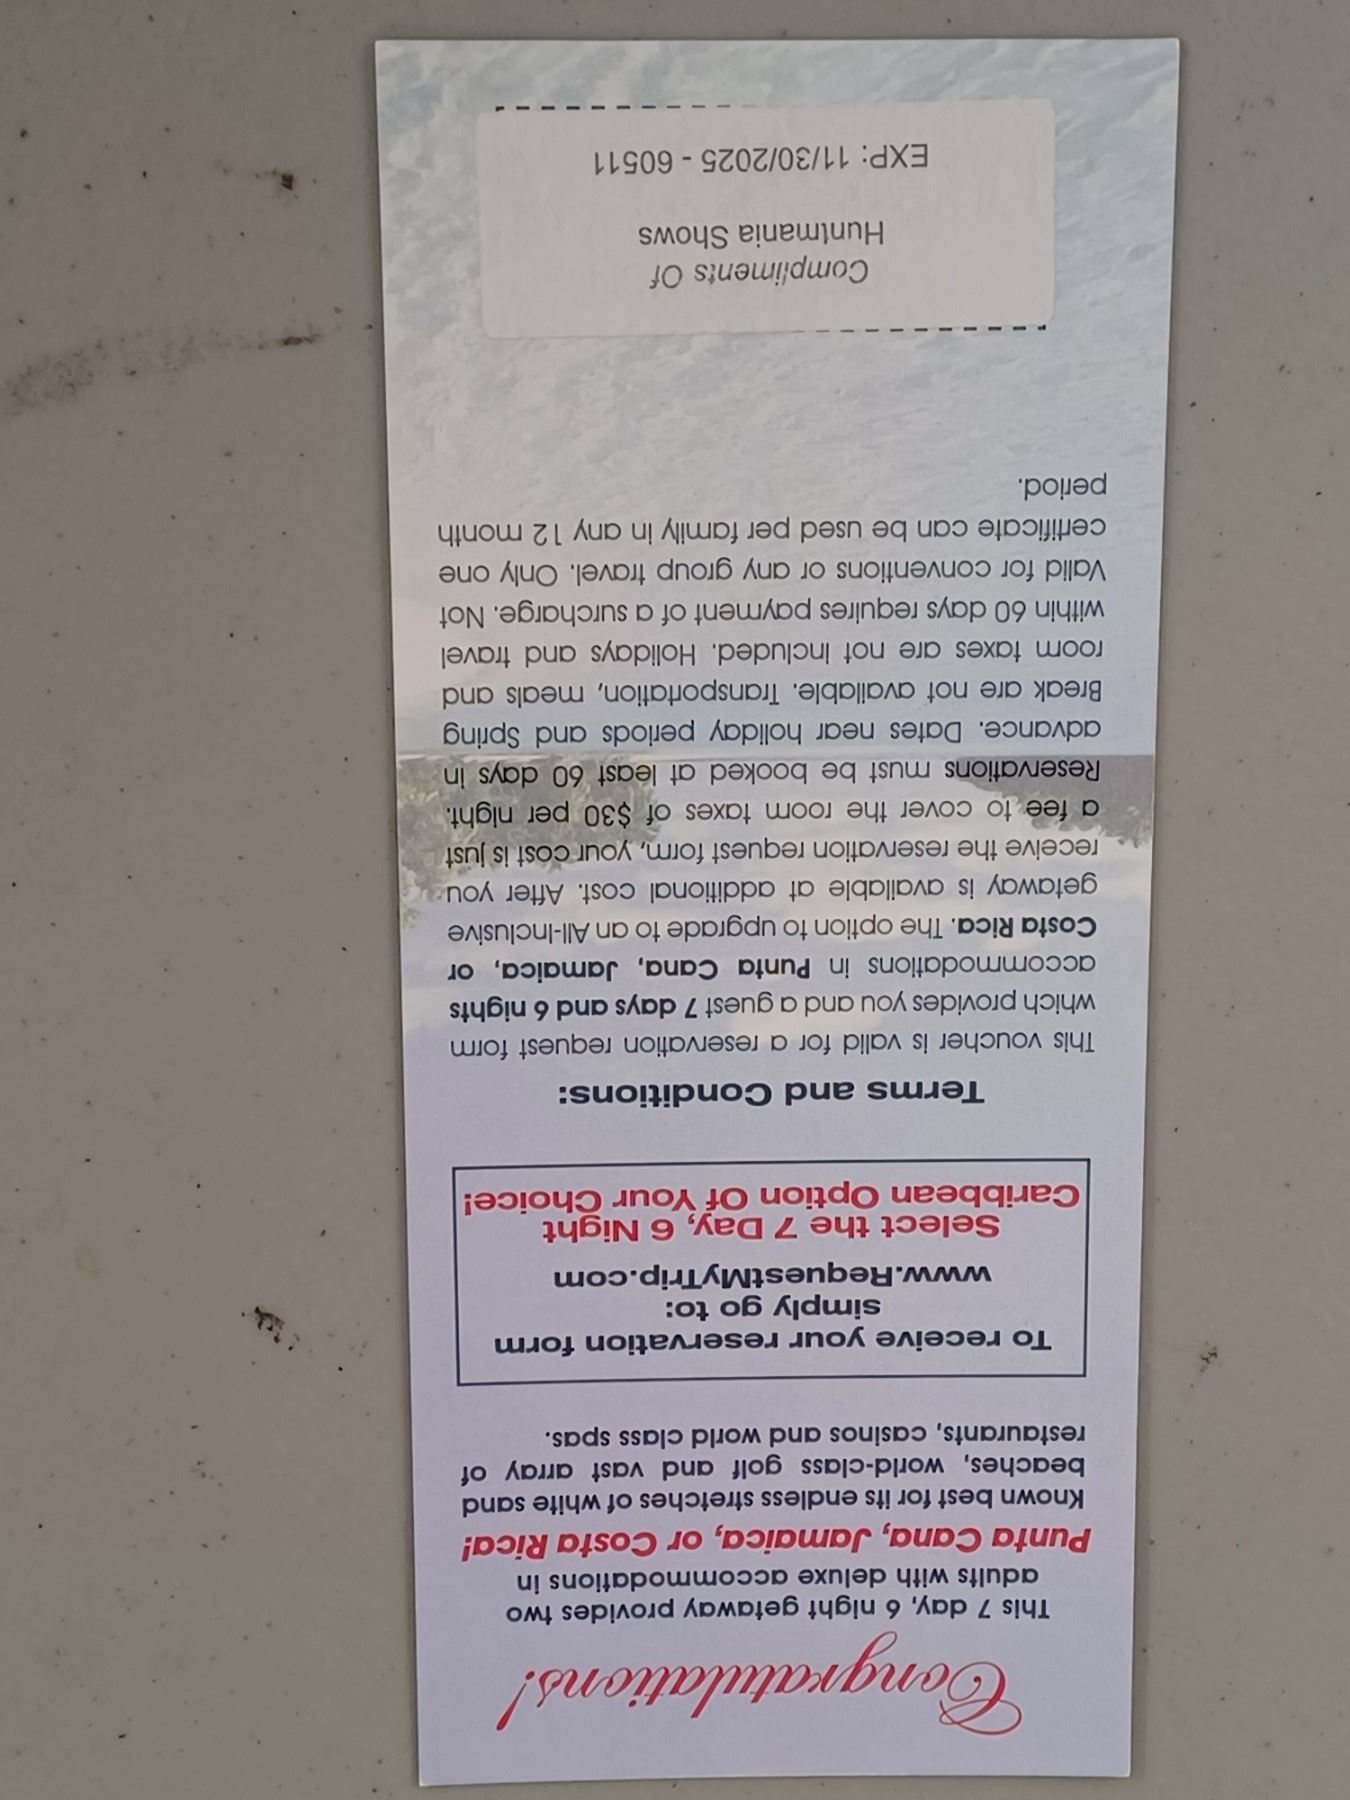 Congratulations!
This 7 day, 6 night getaway provides two
adults with deluxe accommodations in
Punta Cana, Jamaica, or Costa Rica!
Known best for its endless stretches of white sand
beaches, world-class golf and vast array of
restaurants, casinos and world class spas.
To receive your reservation form
simply go to:
www.RequestMyTrip.com
Select the 7 Day, 6 Night
Caribbean Option Of Your Choice!
Terms and Conditions:
This voucher is valid for a reservation request form
which provides you and a guest 7 days and 6 nights
accommodations in Punta Cana, Jamaica, or
Costa Rica. The option to upgrade to an All-Inclusive
getaway is available at additional cost. After you
receive the reservation request form, your cost is just
a fee to cover the room taxes of $30 per night.
Reservations must be booked at least 60 days in
advance. Dates near holiday periods and Spring
Break are not available. Transportation, meals and
room taxes are not included. Holidays and travel
within 60 days requires payment of a surcharge. Not
Valid for conventions or any group travel. Only one
certificate can be used per family in any 12 month
period.
Compliments Of
Huntmania Shows
EXP: 11/30/2025 - 60511